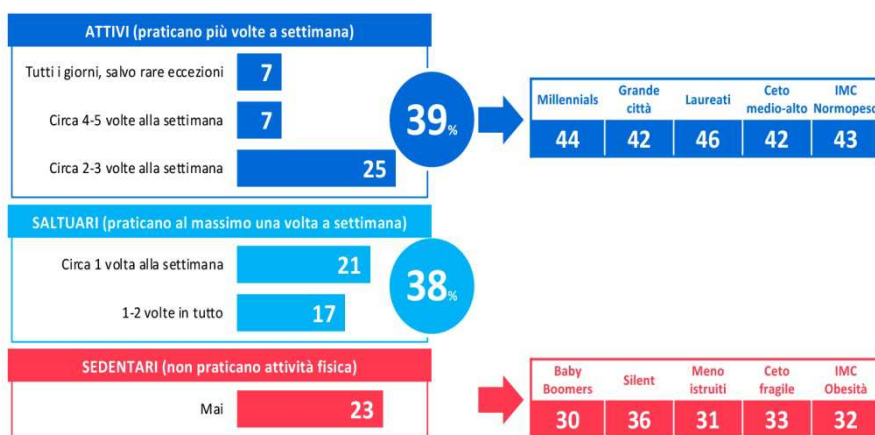 ATTIVI (praticano più volte a settimana)
Tutti i giorni, salvo rare eccezioni 7
Circa 4-5 volte alla settimana 7
Circa 2-3 volte alla settimana 25
39%
Millennials Grande città Laureati Ceto medio-alto IMC Normopeso
44 42 46 42 43
SALTUARI (praticano al massimo una volta a settimana)
Circa 1 volta alla settimana 21
1-2 volte in tutto 17
38%
SEDENTARI (non praticano attività fisica)
Mai 23
Baby Boomers Silent Meno istruiti Ceto fragile IMC Obesità
30 36 31 33 32